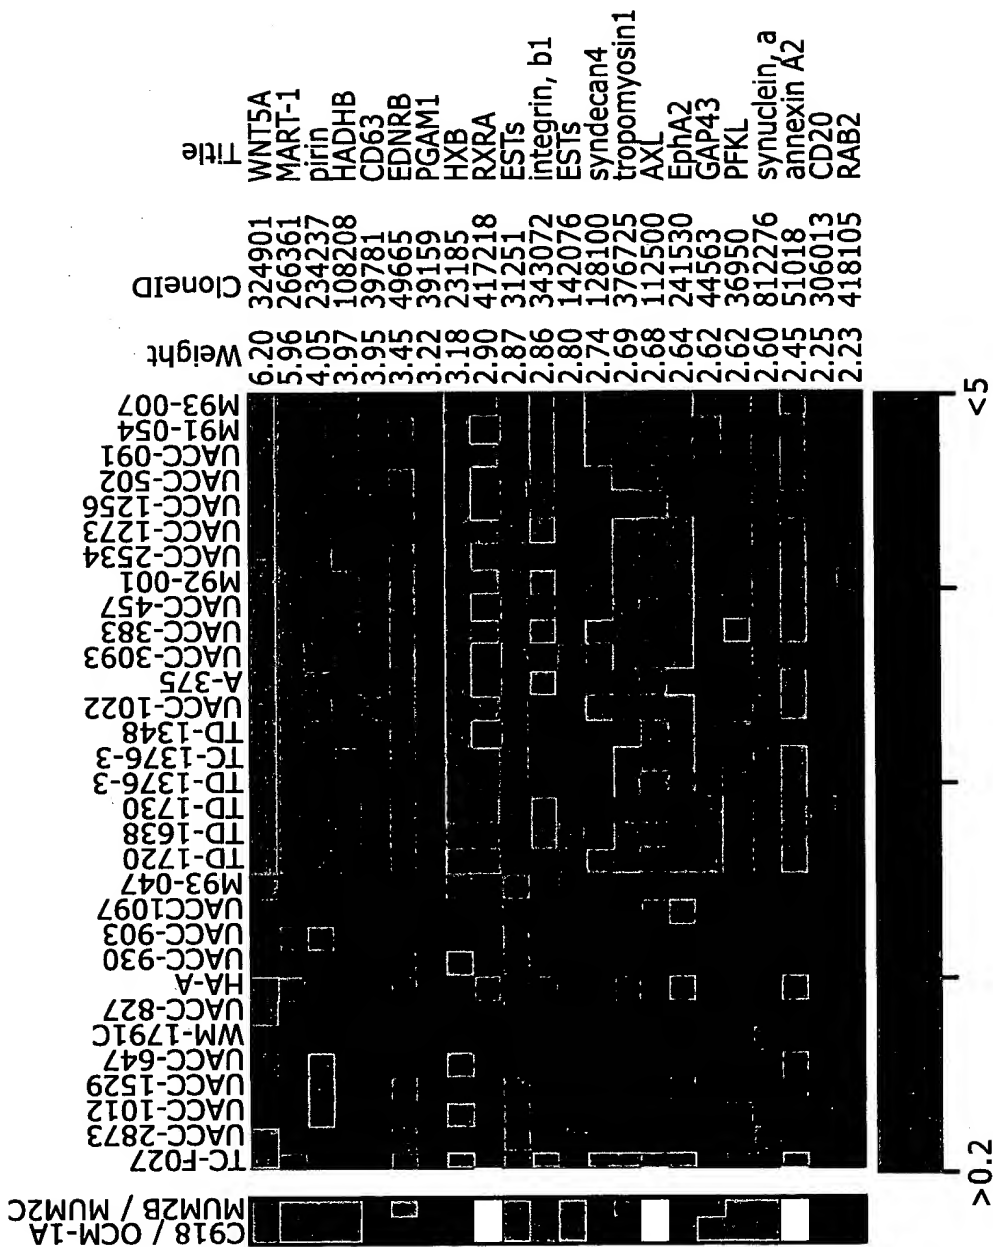 Title
WNT5A
MART-1
pirin
HADHB
CD63
EDNRB
PGAM1
HXB
RXRA
ESTs
integrin, b1
ESTs
syndecan4
tropomyosin1
AXL
EphA2
GAP43
PFKL
synuclein, a
annexin A2
CD20
RAB2
CloneID
324901
266361
234237
108208
39781
49665
39159
23185
417218
31251
343072
142076
128100
376725
112500
241530
44563
36950
812276
51018
306013
418105
Weight
6.20
5.96
4.05
3.97
3.95
3.45
3.22
3.18
2.90
2.87
2.86
2.80
2.74
2.69
2.68
2.64
2.62
2.62
2.60
2.45
2.25
2.23
M93-007
M91-054
UACC-091
UACC-502
UACC-1256
UACC-1273
UACC-2534
M92-001
UACC-457
UACC-383
UACC-3093
A-375
UACC-1022
TD-1348
TC-1376-3
TD-1376-3
TD-1730
TD-1638
TD-1720
M93-047
UACC1097
UACC-903
UACC-930
HA-A
UACC-827
WM-1791C
UACC-647
UACC-1529
UACC-1012
UACC-2873
TC-F027
MUM2B / MUM2C
C918 / OCM-1A
<5
>0.2